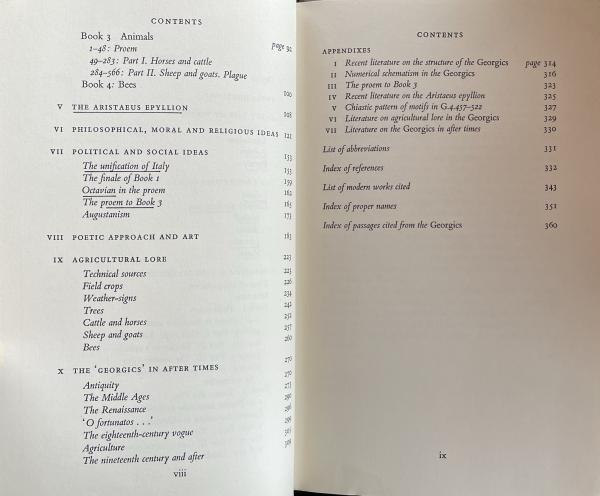 CONTENTS
Book 3 Animals page 92
1–48: Proem
49–283: Part I. Horses and cattle
284–566: Part II. Sheep and goats. Plague
Book 4: Bees 100
V THE ARISTAEUS EPYLLION 108
VI PHILOSOPHICAL, MORAL AND RELIGIOUS IDEAS 121
VII POLITICAL AND SOCIAL IDEAS 153
The unification of Italy 153
The finale of Book 1 159
Octavian in the proem 162
The proem to Book 3 165
Augustanism 173
VIII POETIC APPROACH AND ART 183
IX AGRICULTURAL LORE 223
Technical sources 223
Field crops 226
Weather-signs 234
Trees 242
Cattle and horses 252
Sheep and goats 257
Bees 260
X THE 'GEORGICS' IN AFTER TIMES 270
Antiquity 270
The Middle Ages 273
The Renaissance 290
'O fortunatos . . .' 296
The eighteenth-century vogue 299
Agriculture 305
The nineteenth century and after 308
viii
CONTENTS
APPENDIXES
I Recent literature on the structure of the Georgics page 314
II Numerical schematism in the Georgics 316
III The proem to Book 3 323
IV Recent literature on the Aristaeus epyllion 325
V Chiastic pattern of motifs in G.4.457–522 327
VI Literature on agricultural lore in the Georgics 329
VII Literature on the Georgics in after times 330
List of abbreviations 331
Index of references 332
List of modern works cited 343
Index of proper names 351
Index of passages cited from the Georgics 360
ix